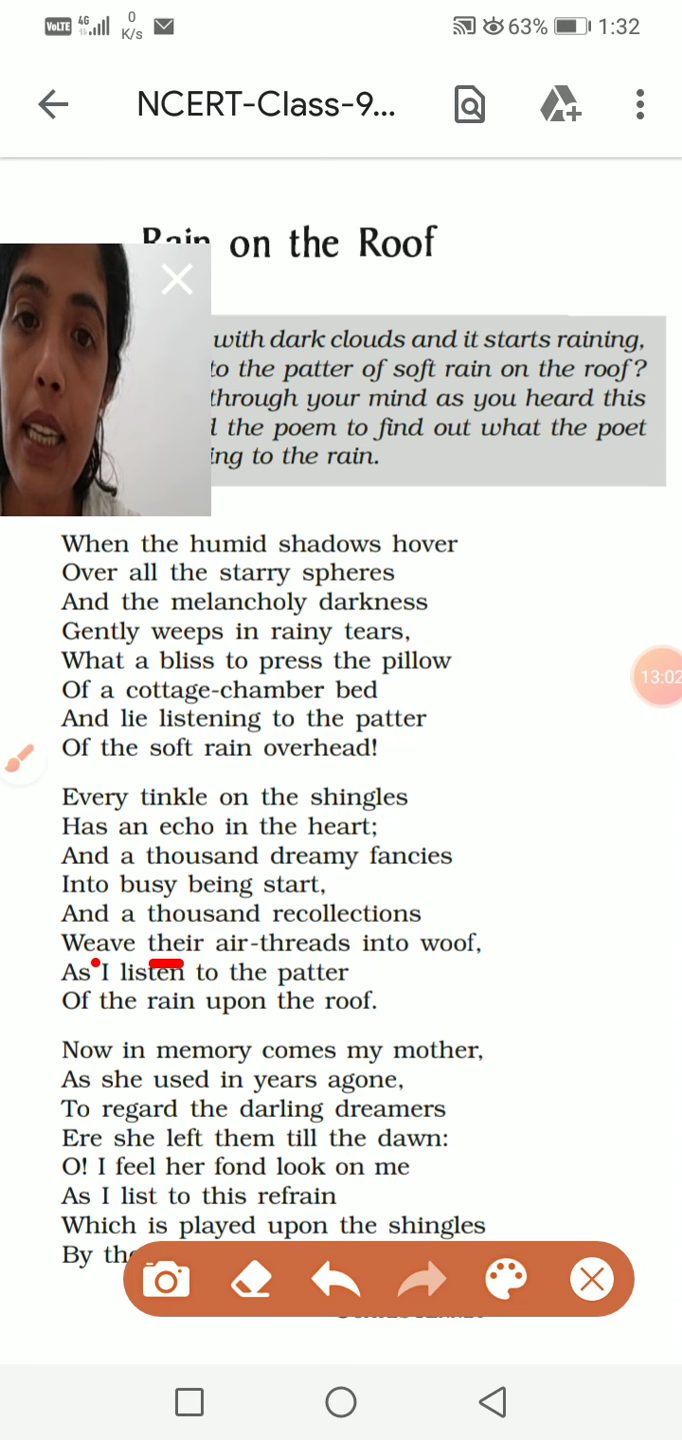 VoLTE 4G 0 K/s 63% 1:32
NCERT-Class-9...
Rain on the Roof
with dark clouds and it starts raining,
to the patter of soft rain on the roof?
through your mind as you heard this
the poem to find out what the poet
ing to the rain.
When the humid shadows hover
Over all the starry spheres
And the melancholy darkness
Gently weeps in rainy tears,
What a bliss to press the pillow
Of a cottage-chamber bed
And lie listening to the patter
Of the soft rain overhead!
13:02
Every tinkle on the shingles
Has an echo in the heart;
And a thousand dreamy fancies
Into busy being start,
And a thousand recollections
Weave their air-threads into woof,
As I listen to the patter
Of the rain upon the roof.
Now in memory comes my mother,
As she used in years agone,
To regard the darling dreamers
Ere she left them till the dawn:
O! I feel her fond look on me
As I list to this refrain
Which is played upon the shingles
By the